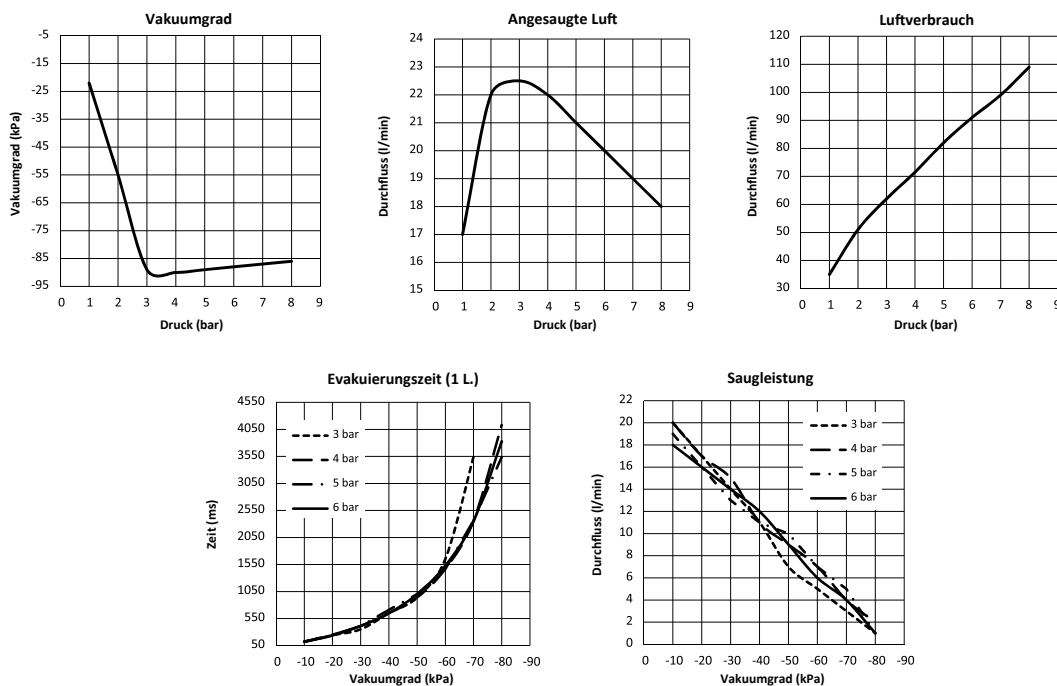 Vakuumgrad
-5
-15
-25
-35
-45
-55
-65
-75
-85
-95
0 1 2 3 4 5 6 7 8 9
Vakuumgrad (kPa)
Druck (bar)
Angesaugte Luft
24
23
22
21
20
19
18
17
16
15
0 1 2 3 4 5 6 7 8 9
Durchfluss (l/min)
Druck (bar)
Luftverbrauch
120
110
100
90
80
70
60
50
40
30
0 1 2 3 4 5 6 7 8 9
Durchfluss (l/min)
Druck (bar)
Evakuierungszeit (1 L.)
4550
4050
3550
3050
2550
2050
1550
1050
550
50
0 -10 -20 -30 -40 -50 -60 -70 -80 -90
Zeit (ms)
Vakuumgrad (kPa)
3 bar
4 bar
5 bar
6 bar
Saugleistung
22
20
18
16
14
12
10
8
6
4
2
0
0 -10 -20 -30 -40 -50 -60 -70 -80 -90
Durchfluss (l/min)
Vakuumgrad (kPa)
3 bar
4 bar
5 bar
6 bar